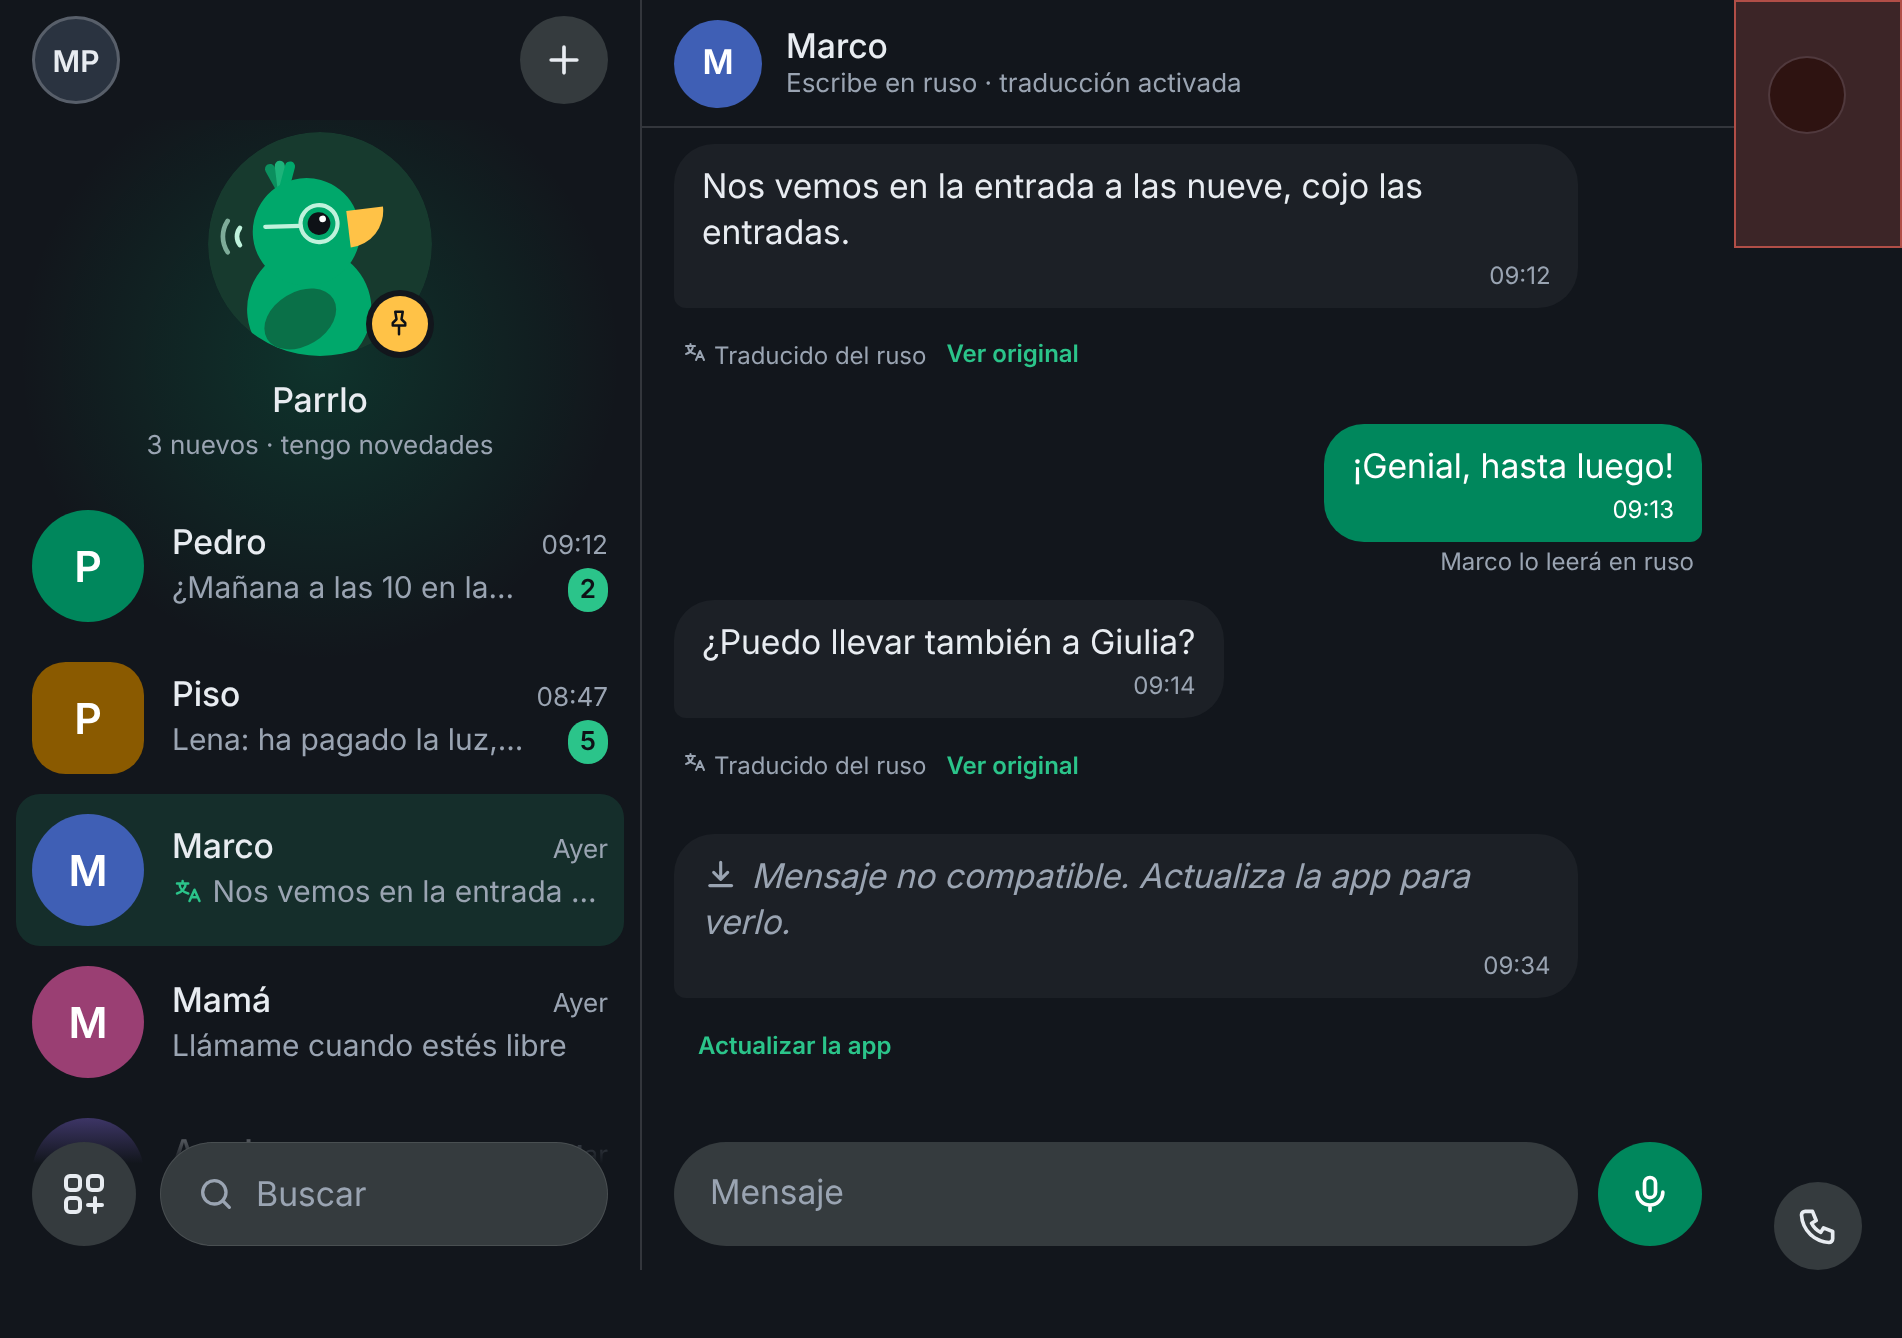 MP
Parrlo
3 nuevos · tengo novedades
P
Pedro
09:12
¿Mañana a las 10 en la...
2
P
Piso
08:47
Lena: ha pagado la luz,...
5
M
Marco
Ayer
Nos vemos en la entrada ...
M
Mamá
Ayer
Llámame cuando estés libre
Buscar
M
Marco
Escribe en ruso · traducción activada
Nos vemos en la entrada a las nueve, cojo las
entradas.
09:12
Traducido del ruso Ver original
¡Genial, hasta luego!
09:13
Marco lo leerá en ruso
¿Puedo llevar también a Giulia?
09:14
Traducido del ruso Ver original
Mensaje no compatible. Actualiza la app para
verlo.
09:34
Actualizar la app
Mensaje